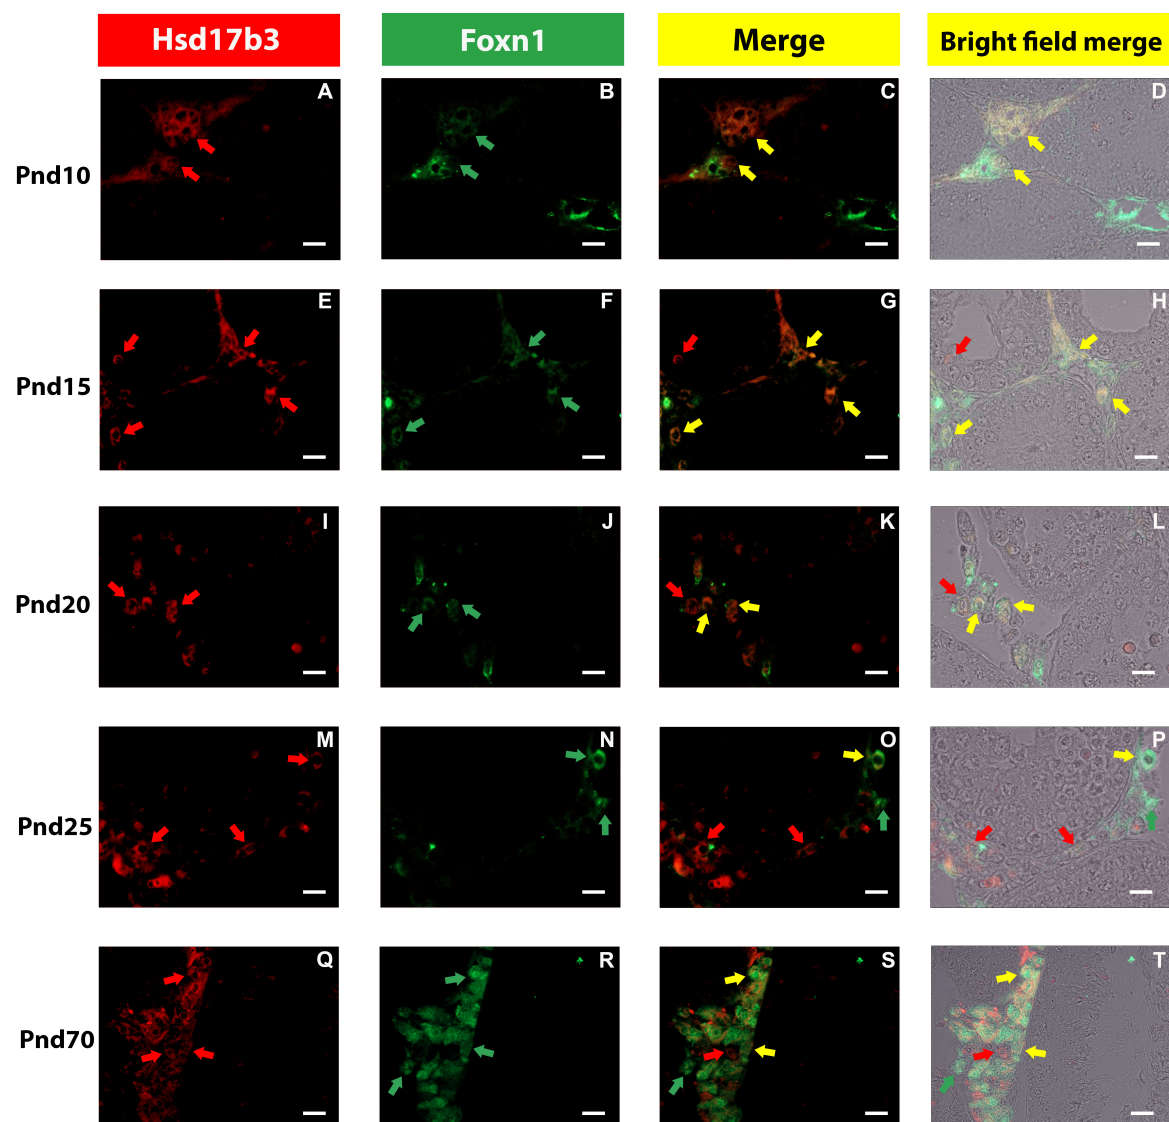 Hsd17b3 Foxn1 Merge Bright field merge
A B C D
Pnd10
E F G H
Pnd15
I J K L
Pnd20
M N O P
Pnd25
Q R S T
Pnd70